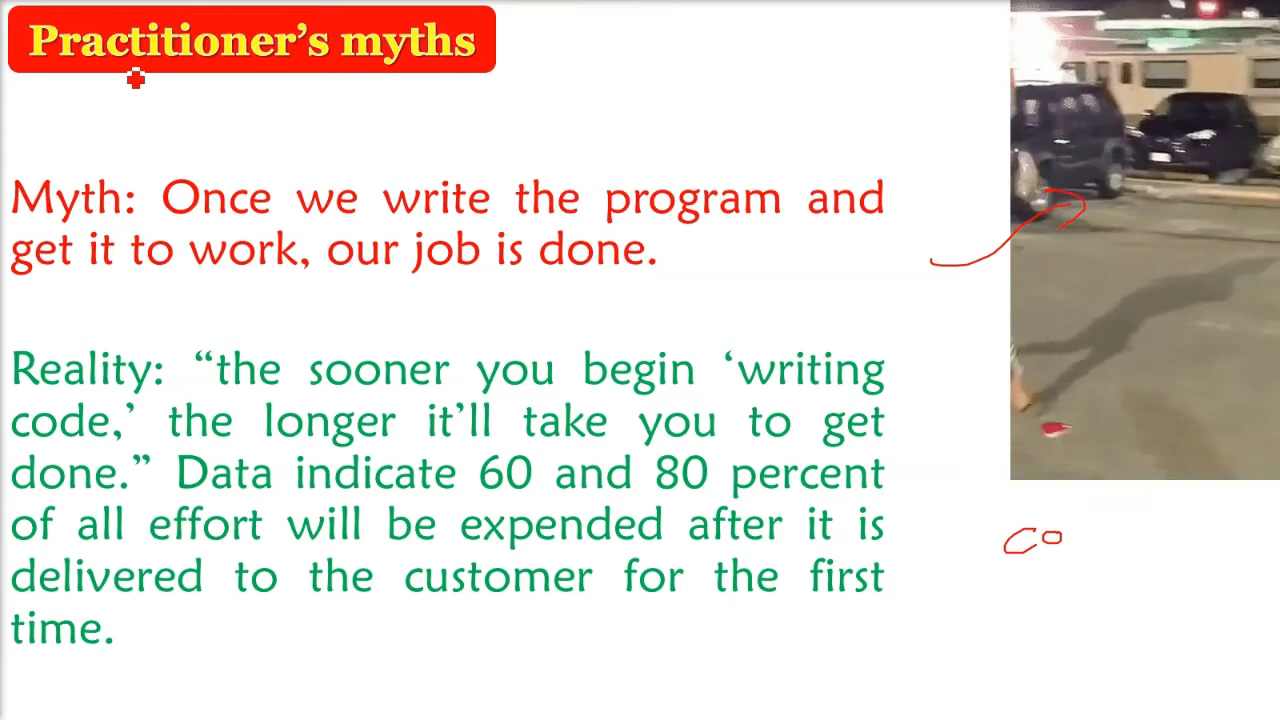 Practitioner’s myths
Myth: Once we write the program and
get it to work, our job is done.
Reality: “the sooner you begin ‘writing
code,’ the longer it’ll take you to get
done.” Data indicate 60 and 80 percent
of all effort will be expended after it is
delivered to the customer for the first
time.
co